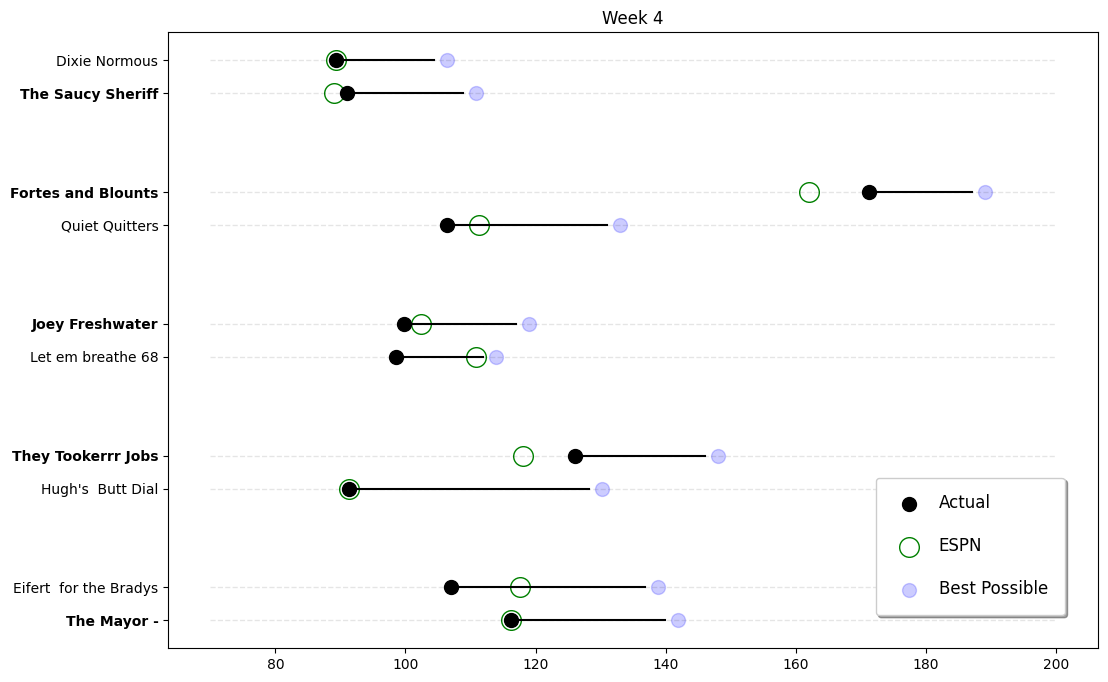 Week 4
Dixie Normous
The Saucy Sheriff
Fortes and Blounts
Quiet Quitters
Joey Freshwater
Let em breathe 68
They Tookerrr Jobs
Hugh's  Butt Dial
Eifert  for the Bradys
The Mayor -
Actual
ESPN
Best Possible
80 100 120 140 160 180 200